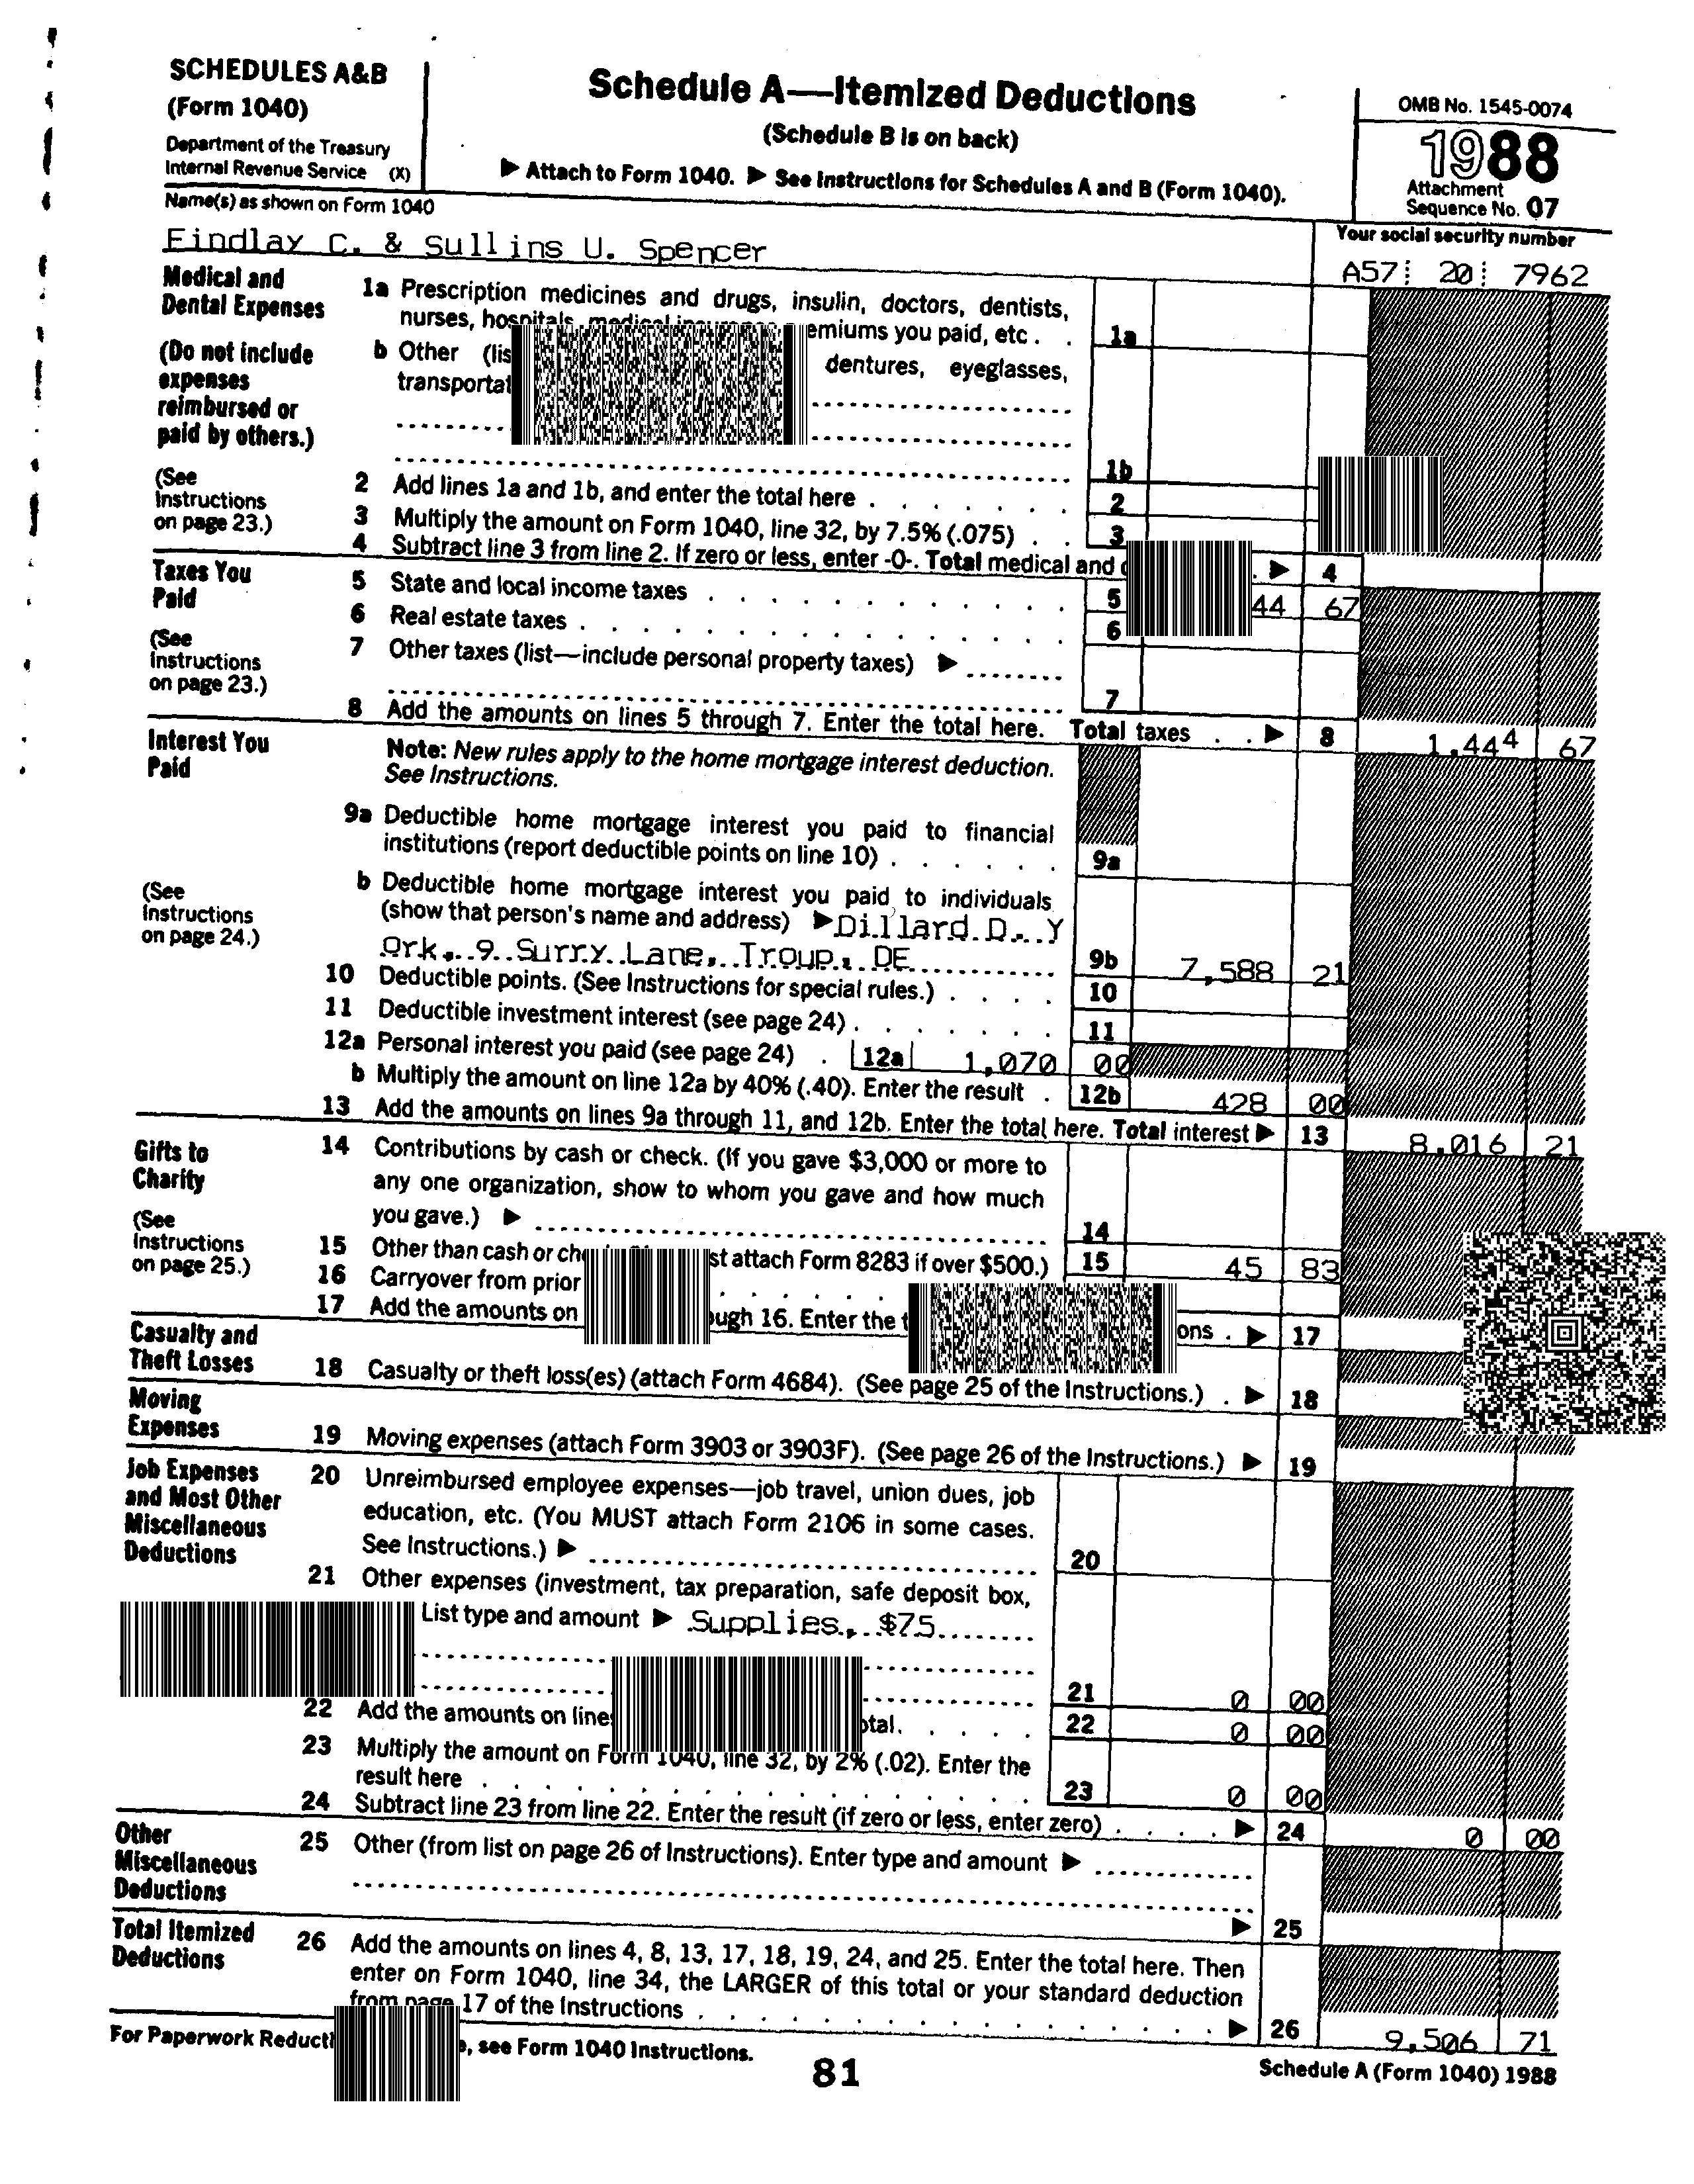 SCHEDULES A&B
(Form 1040)
Department of the Treasury
Internal Revenue Service (X)
Schedule A—Itemized Deductions
(Schedule B is on back)
▶ Attach to Form 1040. ▶ See Instructions for Schedules A and B (Form 1040).
OMB No. 1545-0074
1988
Attachment
Sequence No. 07
Name(s) as shown on Form 1040
Findlay C. & Sullins U. Spencer
Your social security number
A57 20 7962
Medical and
Dental Expenses
(Do not include
expenses
reimbursed or
paid by others.)
(See
Instructions
on page 23.)
1a Prescription medicines and drugs, insulin, doctors, dentists,
nurses, hospitals, medical you paid, etc. . 1a
b Other dentures, eyeglasses,
1b
2 Add lines 1a and 1b, and enter the total here . . . . . . . 2
3 Multiply the amount on Form 1040, line 32, by 7.5% (.075) . . 3
4 Subtract line 3 from line 2. If zero or less, enter -0-. Total medical and . ▶ 4
Taxes You
Paid
(See
Instructions
on page 23.)
5 State and local income taxes . . . . . . . . . . . . 5 44 67
6 Real estate taxes . . . . . . . . . . . . . . . 6
7 Other taxes (list—include personal property taxes) ▶
7
8 Add the amounts on lines 5 through 7. Enter the total here. Total taxes . . ▶ 8 1,444 67
Interest You
Paid
(See
Instructions
on page 24.)
Note: New rules apply to the home mortgage interest deduction.
See Instructions.
9a Deductible home mortgage interest you paid to financial
institutions (report deductible points on line 10) . . . . . . 9a
b Deductible home mortgage interest you paid to individuals
(show that person's name and address) ▶ Dillard D. Y
ork, 9 Surry Lane, Troup, DE 9b 7,588 21
10 Deductible points. (See Instructions for special rules.) . . . . 10
11 Deductible investment interest (see page 24) . . . . . . . 11
12a Personal interest you paid (see page 24) . 12a 1,070 00
b Multiply the amount on line 12a by 40% (.40). Enter the result . 12b 428 00
13 Add the amounts on lines 9a through 11, and 12b. Enter the total here. Total interest ▶ 13 8,016 21
Gifts to
Charity
(See
Instructions
on page 25.)
14 Contributions by cash or check. (If you gave $3,000 or more to
any one organization, show to whom you gave and how much
you gave.) ▶ 14
15 Other than cash or attach Form 8283 if over $500.) 15 45 83
16 Carryover from prior . . . . . .
17 Add the amounts on 16. Enter the . ▶ 17
Casualty and
Theft Losses
18 Casualty or theft loss(es) (attach Form 4684). (See page 25 of the Instructions.) . ▶ 18
Moving
Expenses
19 Moving expenses (attach Form 3903 or 3903F). (See page 26 of the Instructions.) ▶ 19
Job Expenses
and Most Other
Miscellaneous
Deductions
20 Unreimbursed employee expenses—job travel, union dues, job
education, etc. (You MUST attach Form 2106 in some cases.
See Instructions.) ▶ 20
21 Other expenses (investment, tax preparation, safe deposit box,
List type and amount ▶ Supplies, $75
21 0 00
22 Add the amounts on . . . . . 22 0 00
23 Multiply the amount on Form 1040, line 32, by 2% (.02). Enter the
result here . . . . . . . . . . . . . . . . 23 0 00
24 Subtract line 23 from line 22. Enter the result (if zero or less, enter zero) . . . . ▶ 24 0 00
Other
Miscellaneous
Deductions
25 Other (from list on page 26 of Instructions). Enter type and amount ▶
▶ 25
Total Itemized
Deductions
26 Add the amounts on lines 4, 8, 13, 17, 18, 19, 24, and 25. Enter the total here. Then
enter on Form 1040, line 34, the LARGER of this total or your standard deduction
from page 17 of the Instructions . . . . . . . . . . . . . . . . ▶ 26 9,506 71
For Paperwork see Form 1040 Instructions.
81
Schedule A (Form 1040) 1988